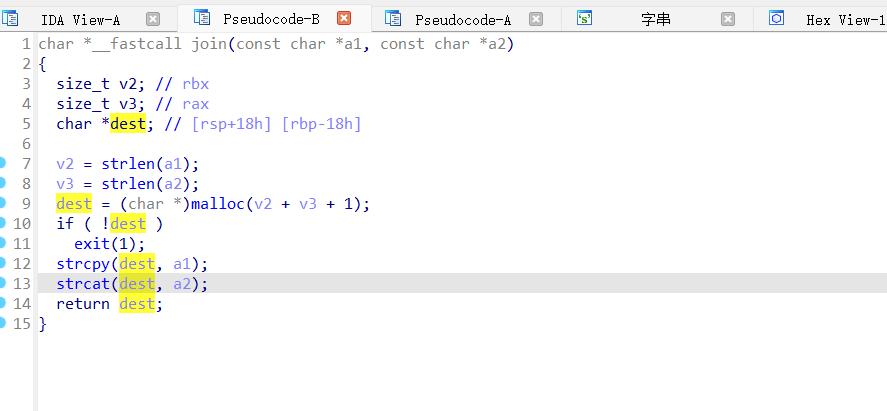 IDA View-A Pseudocode-B Pseudocode-A 's' 字串 Hex View-1
1 char *__fastcall join(const char *a1, const char *a2)
2 {
3   size_t v2; // rbx
4   size_t v3; // rax
5   char *dest; // [rsp+18h] [rbp-18h]
6
7   v2 = strlen(a1);
8   v3 = strlen(a2);
9   dest = (char *)malloc(v2 + v3 + 1);
10   if ( !dest )
11     exit(1);
12   strcpy(dest, a1);
13   strcat(dest, a2);
14   return dest;
15 }